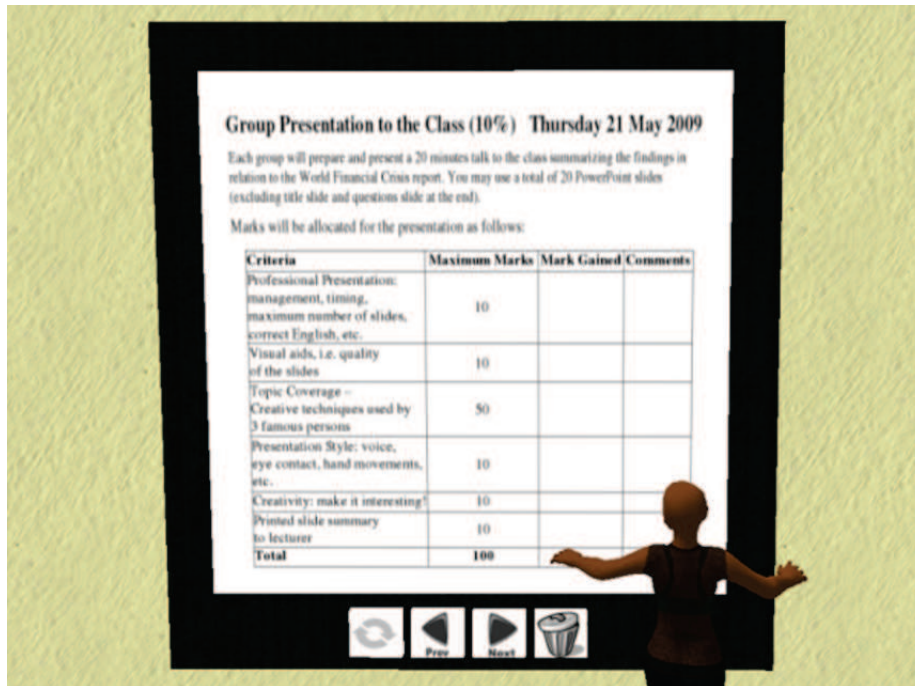 Group Presentation to the Class (10%) Thursday 21 May 2009
Each group will prepare and present a 20 minutes talk to the class summarizing the findings in
relation to the World Financial Crisis report. You may use a total of 20 PowerPoint slides
(excluding title slide and questions slide at the end).
Marks will be allocated for the presentation as follows:
Criteria Maximum Marks Mark Gained Comments
Professional Presentation:
management, timing,
maximum number of slides,
correct English, etc.
10
Visual aids, i.e. quality
of the slides
10
Topic Coverage –
Creative techniques used by
3 famous persons
50
Presentation Style: voice,
eye contact, hand movements,
etc.
10
Creativity: make it interesting! 10
Printed slide summary
to lecturer
10
Total 100
Prev Next